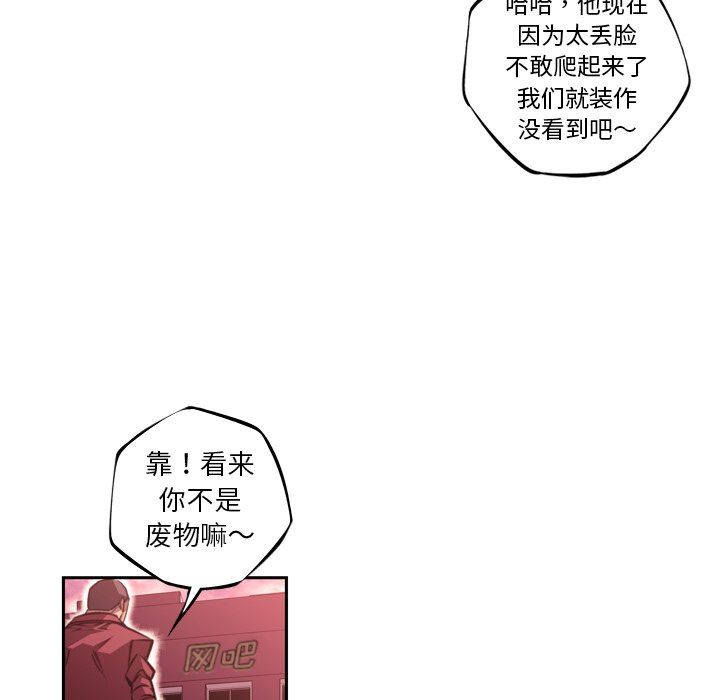 哈哈，他现在
因为太丢脸
不敢爬起来了
我们就装作
没看到吧～
靠！看来
你不是
废物嘛～
网吧